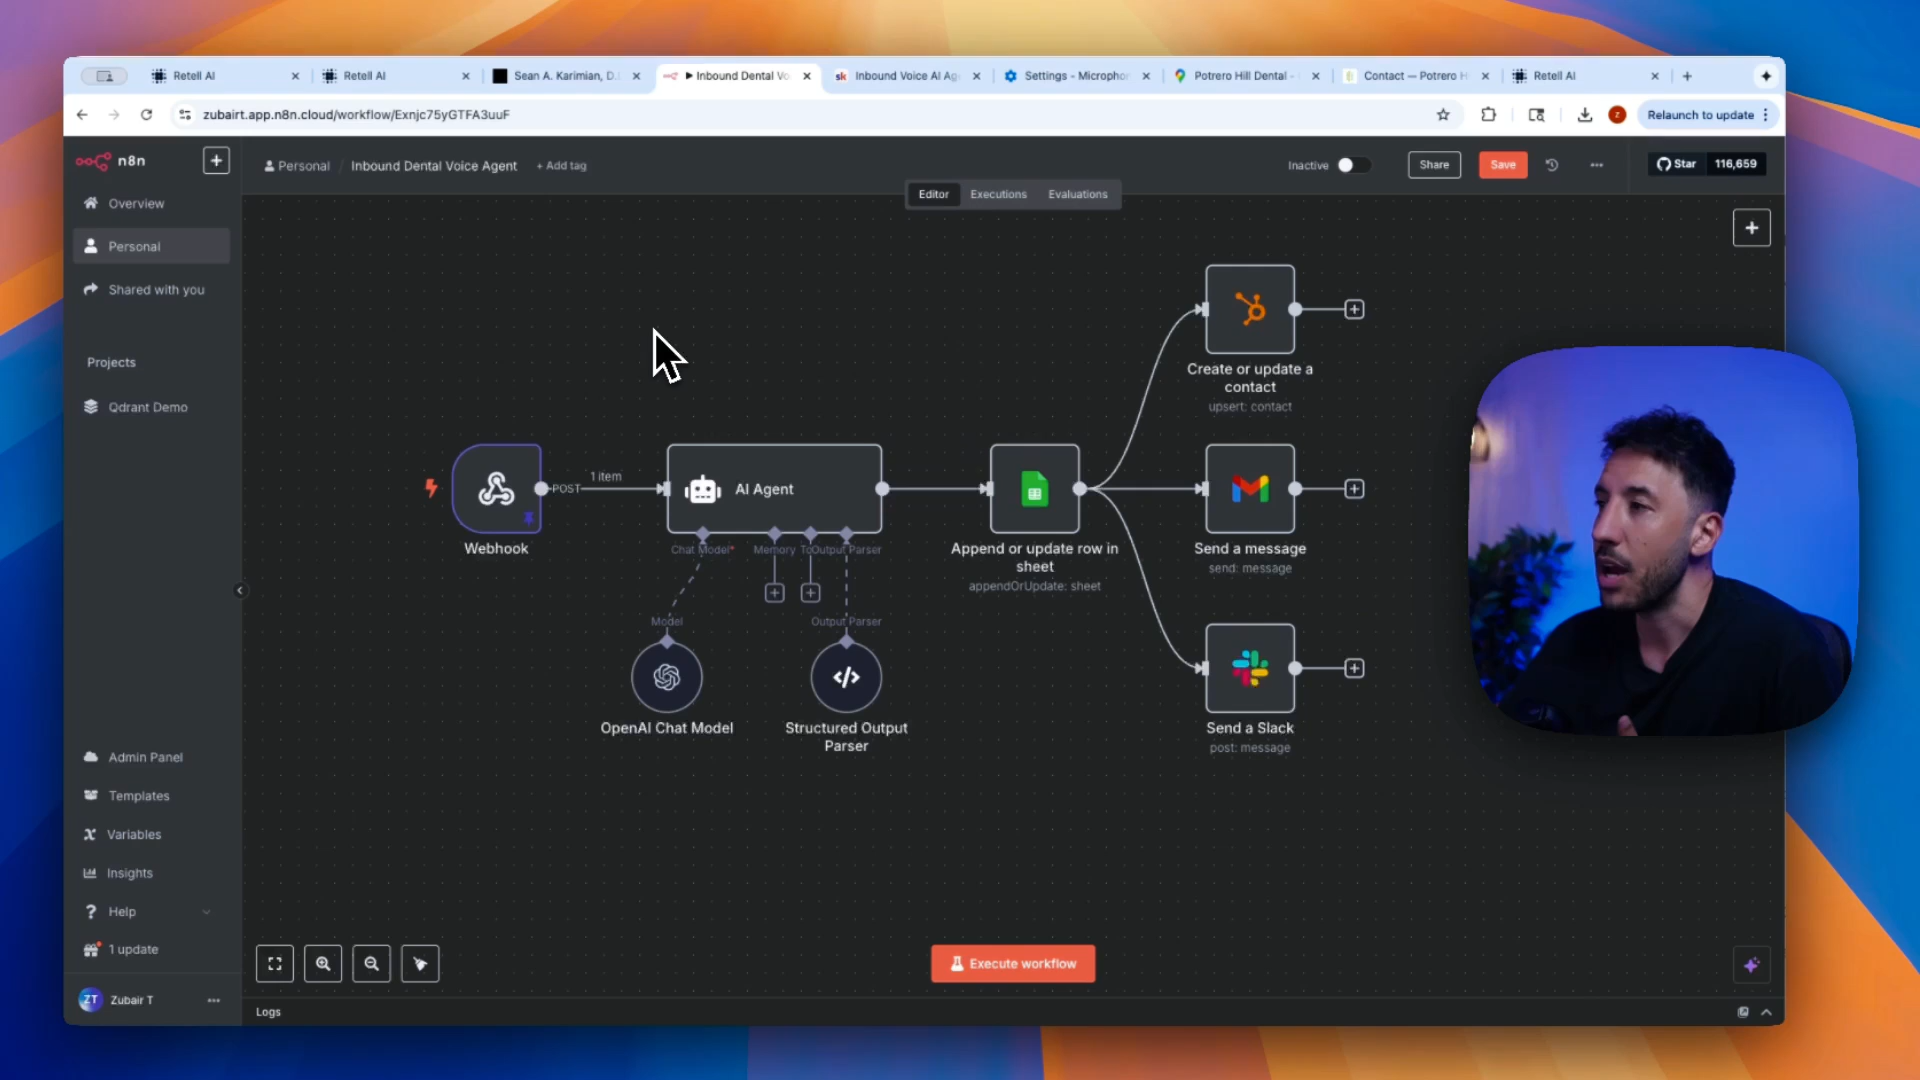 Retell AI
Retell AI
Sean A. Karimian, D.
Inbound Dental Vo
Inbound Voice AI Ag
Settings - Microphor
Potrero Hill Dental -
Contact — Potrero H
Retell AI
zubairt.app.n8n.cloud/workflow/Exnjc75yGTFA3uuF
Relaunch to update
n8n
Personal / Inbound Dental Voice Agent + Add tag
Inactive
Share
Save
Star 116,659
Editor Executions Evaluations
Overview
Personal
Shared with you
Projects
Qdrant Demo
Create or update a
contact
upsert: contact
POST
1 item
AI Agent
Webhook
Chat Model*
Memory
To
Output Parser
Append or update row in
sheet
appendOrUpdate: sheet
Send a message
send: message
Model
Output Parser
OpenAI Chat Model
Structured Output
Parser
Send a Slack
post: message
Admin Panel
Templates
Variables
Insights
Help
1 update
ZT Zubair T
Execute workflow
Logs